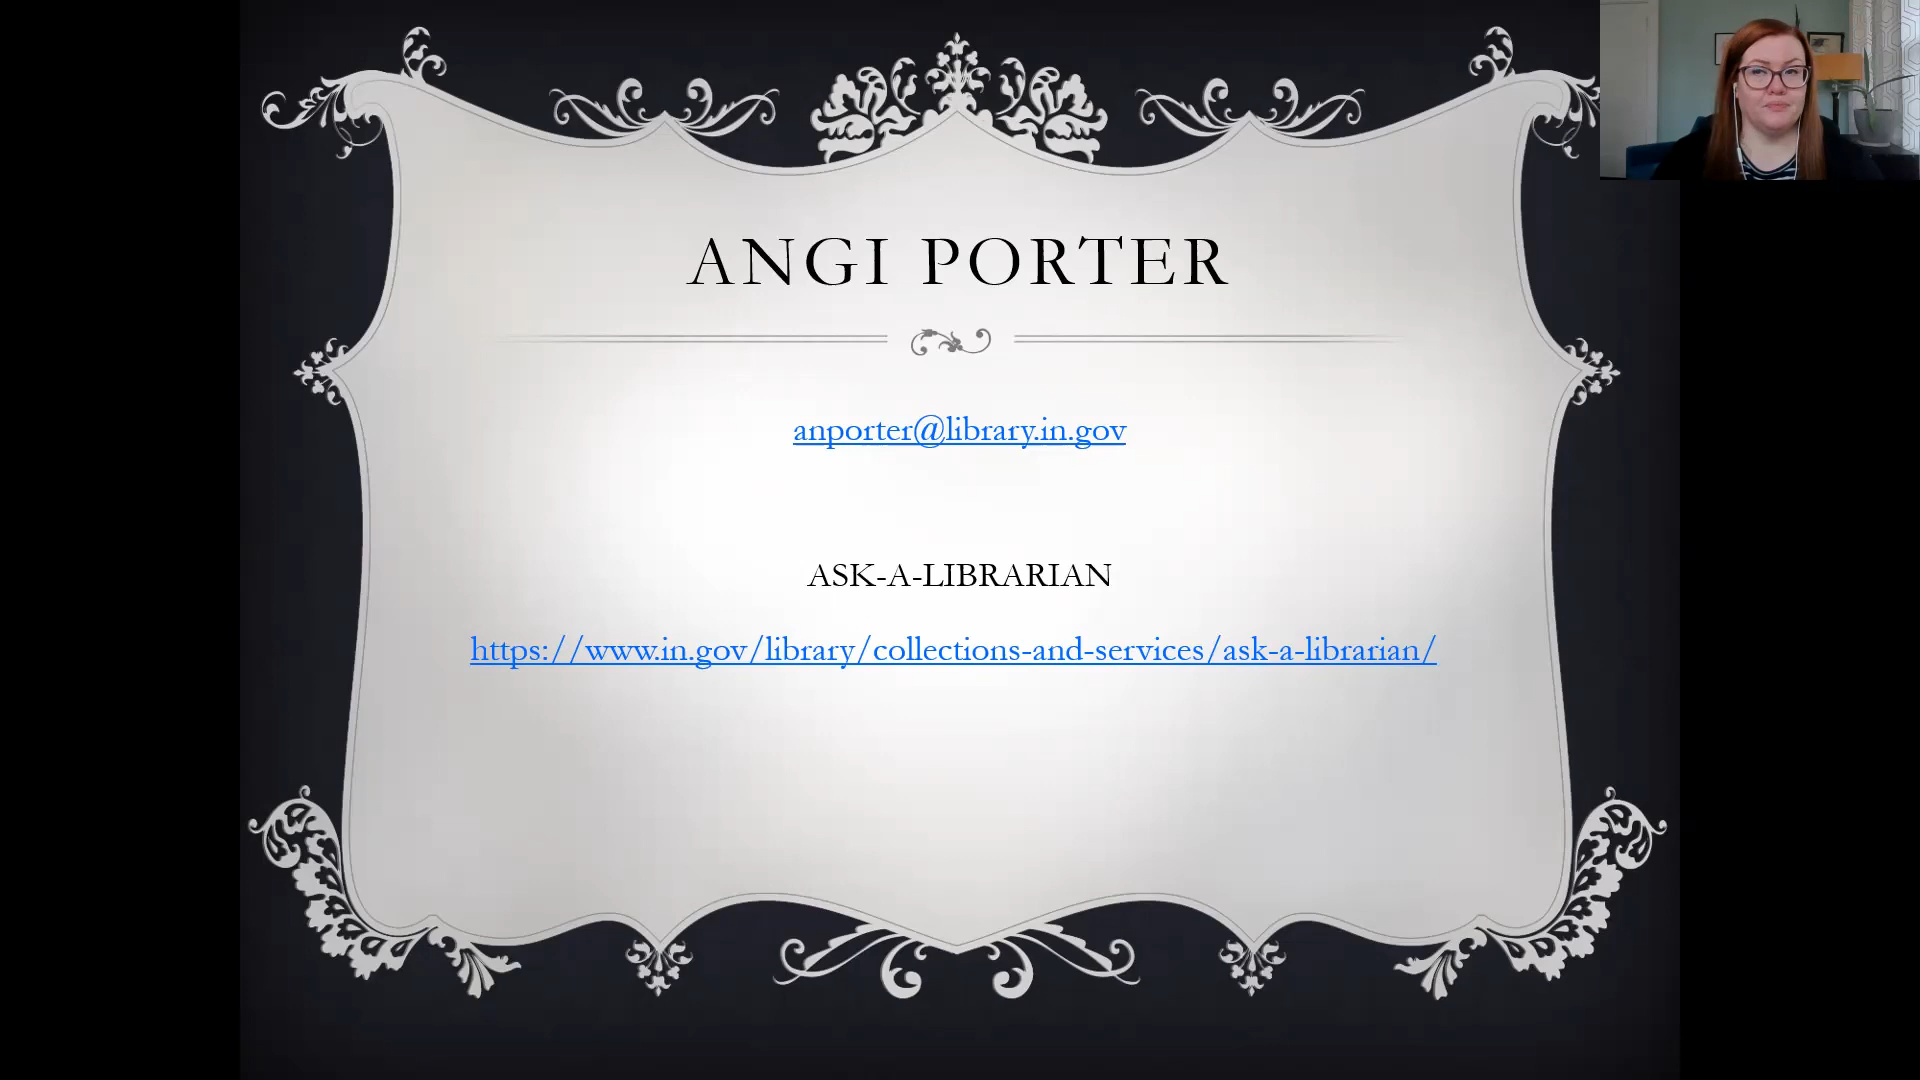 ANGI PORTER
anporter@library.in.gov
ASK-A-LIBRARIAN
https://www.in.gov/library/collections-and-services/ask-a-librarian/